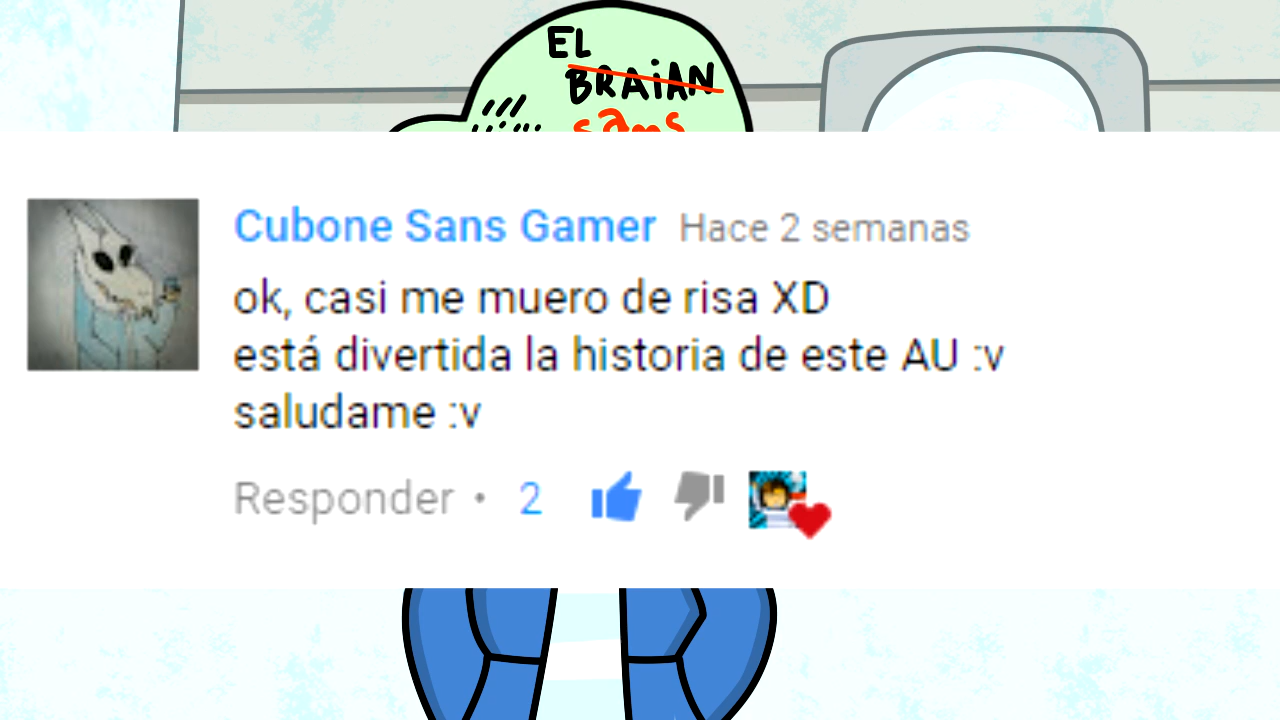 EL
BRAiAN
sans
Cubone Sans Gamer Hace 2 semanas
ok, casi me muero de risa XD
está divertida la historia de este AU :v
saludame :v
Responder • 2